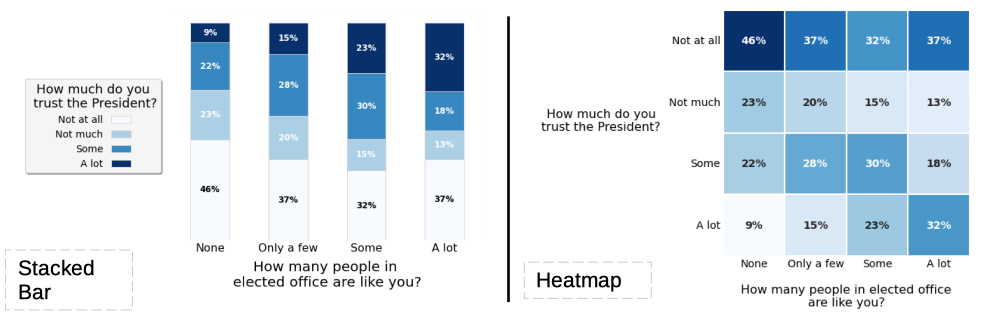 How much do you
trust the President?
Not at all
Not much
Some
A lot
9% 15% 23% 32%
22% 28% 30% 18%
23% 20% 15% 13%
46% 37% 32% 37%
None Only a few Some A lot
How many people in
elected office are like you?
Stacked
Bar
How much do you
trust the President?
Not at all 46% 37% 32% 37%
Not much 23% 20% 15% 13%
Some 22% 28% 30% 18%
A lot 9% 15% 23% 32%
None Only a few Some A lot
How many people in elected office
are like you?
Heatmap